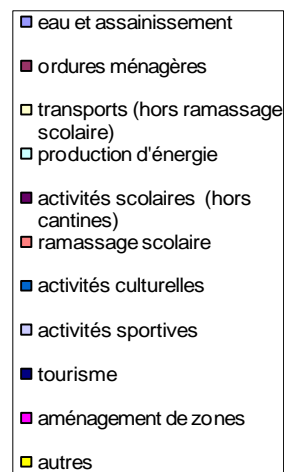 eau et assainissement
ordures ménagères
transports (hors ramassage
scolaire)
production d'énergie
activités scolaires (hors
cantines)
ramassage scolaire
activités culturelles
activités sportives
tourisme
aménagement de zones
autres